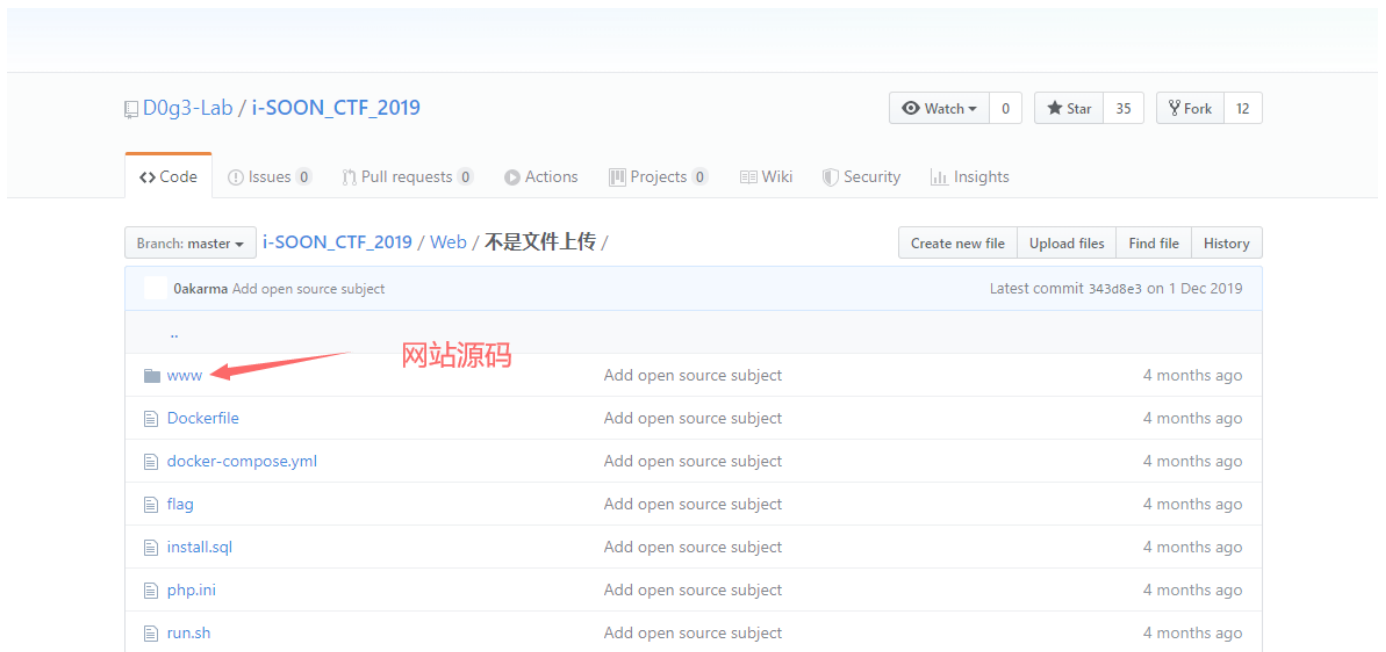 D0g3-Lab / i-SOON_CTF_2019 Watch 0 Star 35 Fork 12
Code Issues 0 Pull requests 0 Actions Projects 0 Wiki Security Insights
Branch: master i-SOON_CTF_2019 / Web / 不是文件上传 / Create new file Upload files Find file History
0akarma Add open source subject Latest commit 343d8e3 on 1 Dec 2019
..
网站源码
www Add open source subject 4 months ago
Dockerfile Add open source subject 4 months ago
docker-compose.yml Add open source subject 4 months ago
flag Add open source subject 4 months ago
install.sql Add open source subject 4 months ago
php.ini Add open source subject 4 months ago
run.sh Add open source subject 4 months ago